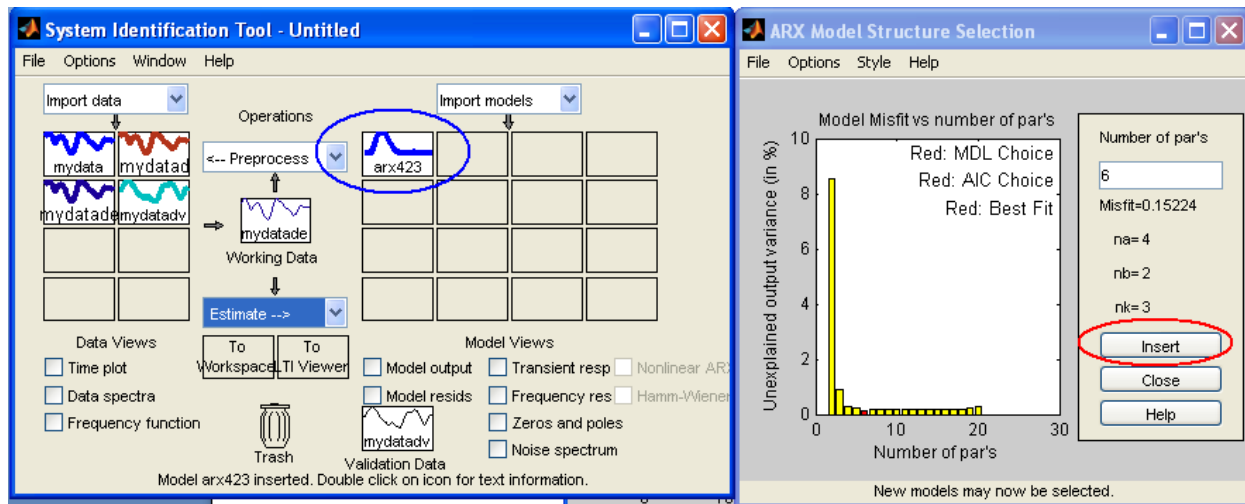 System Identification Tool - Untitled
File Options Window Help
Import data
Operations
Import models
mydata
mydatad
<-- Preprocess
arx423
mydatade
mydatadv
mydatade
Working Data
Estimate -->
Data Views
To Workspace
To LTI Viewer
Model Views
Time plot
Model output
Transient resp
Nonlinear ARX
Data spectra
Model resids
Frequency res
Hamm-Wiener
Frequency function
mydatadv
Zeros and poles
Noise spectrum
Trash
Validation Data
Model arx423 inserted. Double click on icon for text information.
ARX Model Structure Selection
File Options Style Help
Model Misfit vs number of par's
Unexplained output variance (in %)
10
8
6
4
2
0
Red: MDL Choice
Red: AIC Choice
Red: Best Fit
0 10 20 30
Number of par's
Number of par's
6
Misfit=0.15224
na= 4
nb= 2
nk= 3
Insert
Close
Help
New models may now be selected.